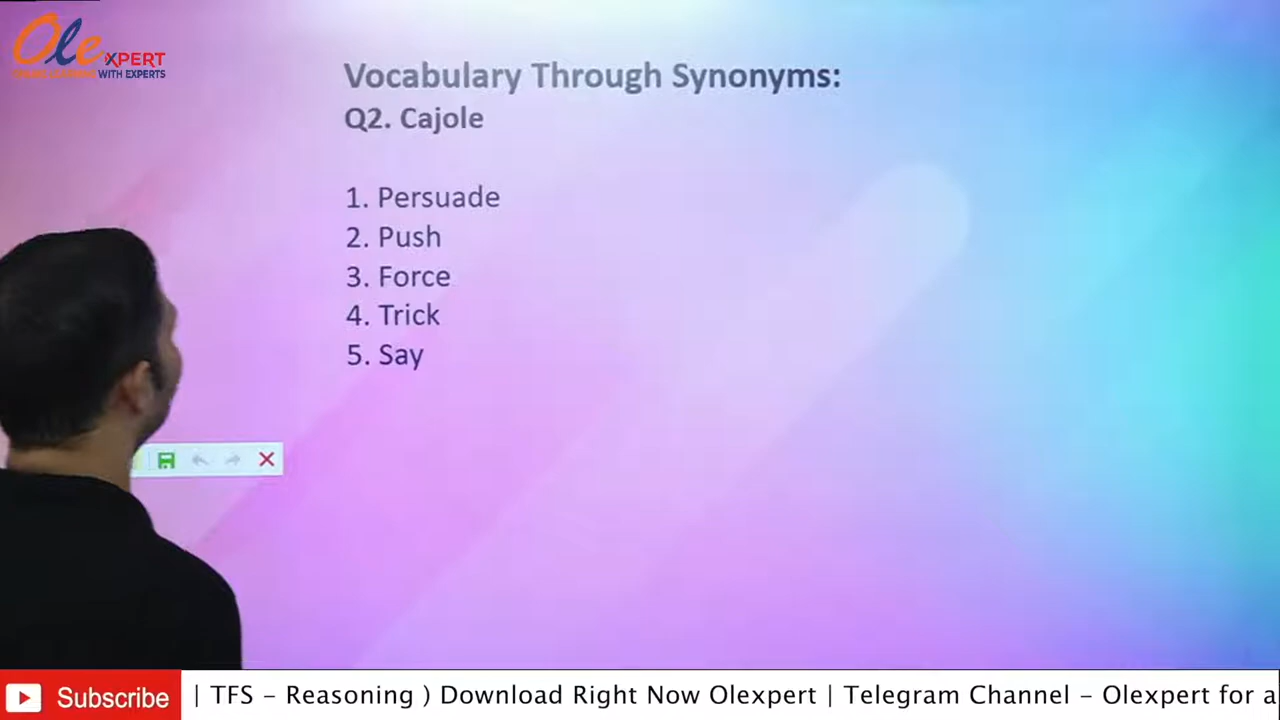 Ole XPERT
WITH EXPERTS
Vocabulary Through Synonyms:
Q2. Cajole
1. Persuade
2. Push
3. Force
4. Trick
5. Say
Subscribe
| TFS – Reasoning ) Download Right Now Olexpert | Telegram Channel – Olexpert for a